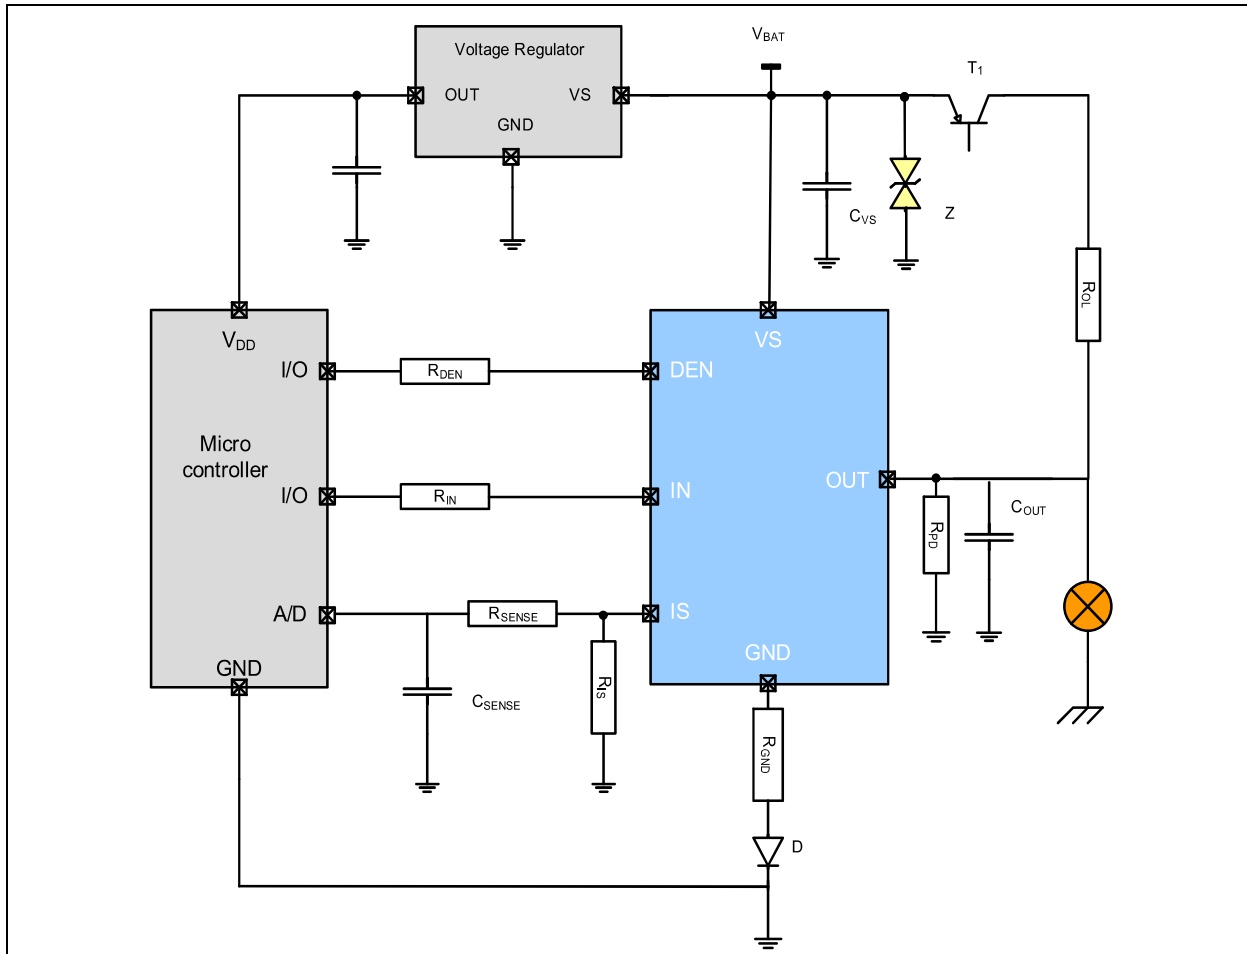 Voltage Regulator
OUT
VS
GND
VBAT
T1
CVS
Z
ROL
VDD
I/O
RDEN
DEN
VS
Micro
controller
I/O
RIN
IN
OUT
RPD
COUT
A/D
RSENSE
IS
GND
CSENSE
RIS
GND
RGND
D